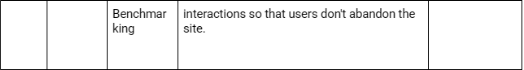 Benchmar
king
interactions so that users don't abandon the
site.